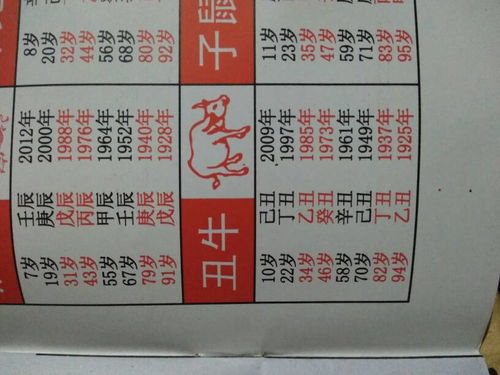 7岁 壬辰 2012年 8岁
19岁 庚辰 2000年 20岁
31岁 戊辰 1988年 32岁
43岁 丙辰 1976年 44岁
55岁 甲辰 1964年 56岁
67岁 壬辰 1952年 68岁
79岁 庚辰 1940年 80岁
91岁 戊辰 1928年 92岁
丑牛 子鼠
10岁 己丑 2009年 11岁
22岁 丁丑 1997年 23岁
34岁 乙丑 1985年 35岁
46岁 癸丑 1973年 47岁
58岁 辛丑 1961年 59岁
70岁 己丑 1949年 71岁
82岁 丁丑 1937年 83岁
94岁 乙丑 1925年 95岁